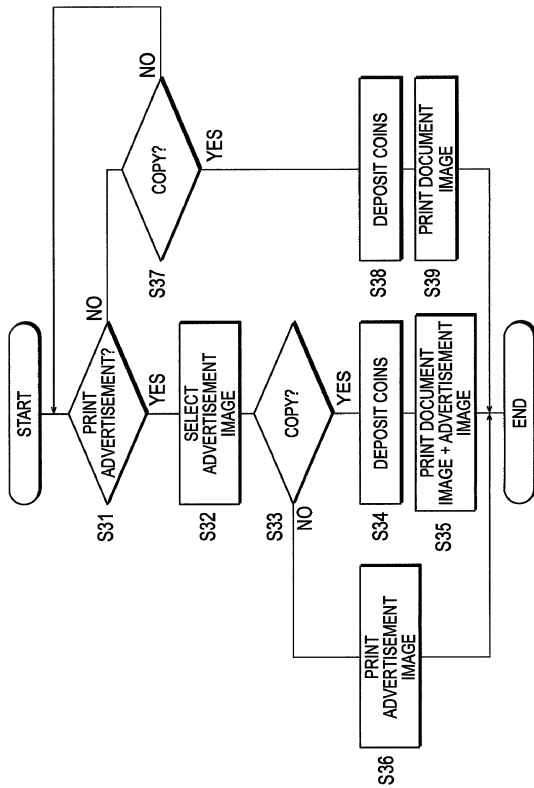 START
S31
PRINT
ADVERTISEMENT?
NO
YES
S32
SELECT
ADVERTISEMENT
IMAGE
S33
COPY?
NO
YES
S34
DEPOSIT COINS
S35
PRINT DOCUMENT
IMAGE + ADVERTISEMENT
IMAGE
S36
PRINT
ADVERTISEMENT
IMAGE
S37
COPY?
NO
YES
S38
DEPOSIT COINS
S39
PRINT DOCUMENT
IMAGE
END